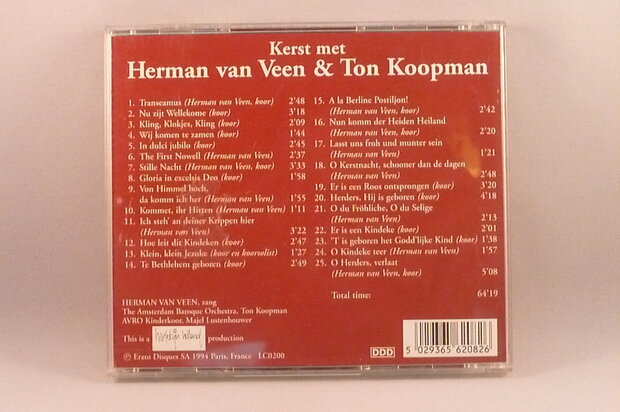 Kerst met
Herman van Veen & Ton Koopman
1. Transeamus (Herman van Veen, koor) 2'48
2. Nu zijt Wellekome (koor) 3'18
3. Kling, Klokjes, Kling (koor) 2'09
4. Wij komen te zamen (koor) 1'44
5. In dulci jubilo (koor) 2'45
6. The First Nowell (Herman van Veen) 2'37
7. Stille Nacht (Herman van Veen, koor) 3'33
8. Gloria in excelsis Deo (koor) 1'58
9. Von Himmel hoch,
da komm ich her (Herman van Veen) 1'55
10. Kommet, ihr Hirten (Herman van Veen) 1'11
11. Ich steh' an deiner Krippen hier
(Herman van Veen) 3'22
12. Hoe leit dit Kindeken (koor) 2'47
13. Klein, klein Jezuke (koor en koorsolist) 1'27
14. Te Bethlehem geboren (koor) 2'49
15. A la Berline Postiljon!
(Herman van Veen, koor) 2'42
16. Nun komm der Heiden Heiland
(Herman van Veen, koor) 2'20
17. Lasst uns froh und munter sein
(Herman van Veen) 1'21
18. O Kerstnacht, schooner dan de dagen
(Herman van Veen) 2'48
19. Er is een Roos ontsprongen (koor) 3'20
20. Herders, Hij is geboren (koor) 4'18
21. O du Fröhliche, O du Selige
(Herman van Veen) 2'13
22. Er is een Kindeke (koor) 2'01
23. 'T is geboren het Godd'lijke Kind (koor) 1'38
24. O Kindeke teer (Herman van Veen) 1'57
25. O Herders, verlaat
(Herman van Veen, koor) 5'08
Total time: 64'19
HERMAN VAN VEEN, zang
The Amsterdam Baroque Orchestra, Ton Koopman
AVRO Kinderkoor, Majel Lustenhouwer
This is a production
℗ Erato Disques SA 1994 Paris, France LC0200
DDD
5 029365 620826